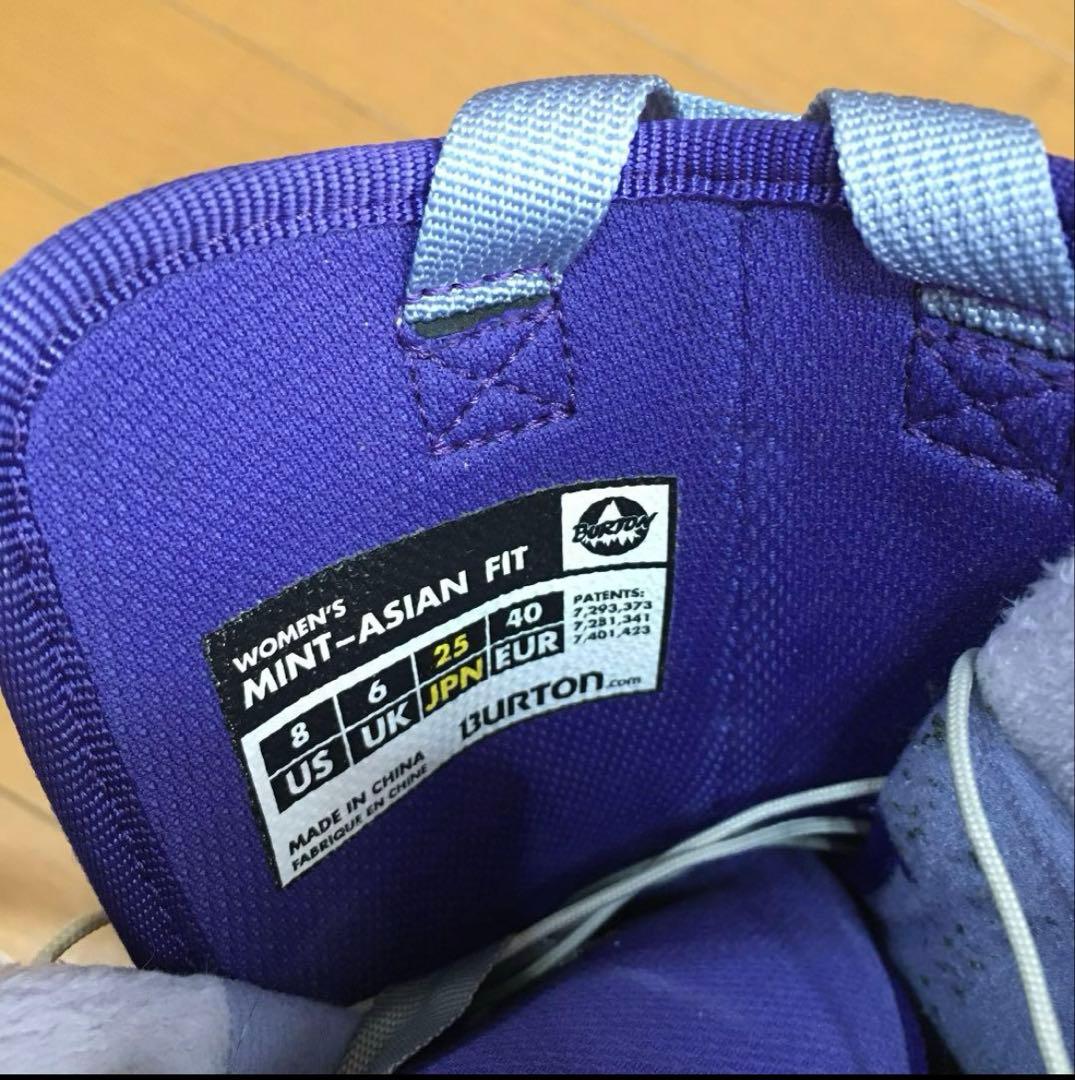 WOMEN'S
MINT-ASIAN FIT
BURTON
8 6 25 40
US UK JPN EUR
PATENTS:
7,293,373
7,281,341
7,401,423
BURTON.com
MADE IN CHINA
FABRIQUE EN CHINE